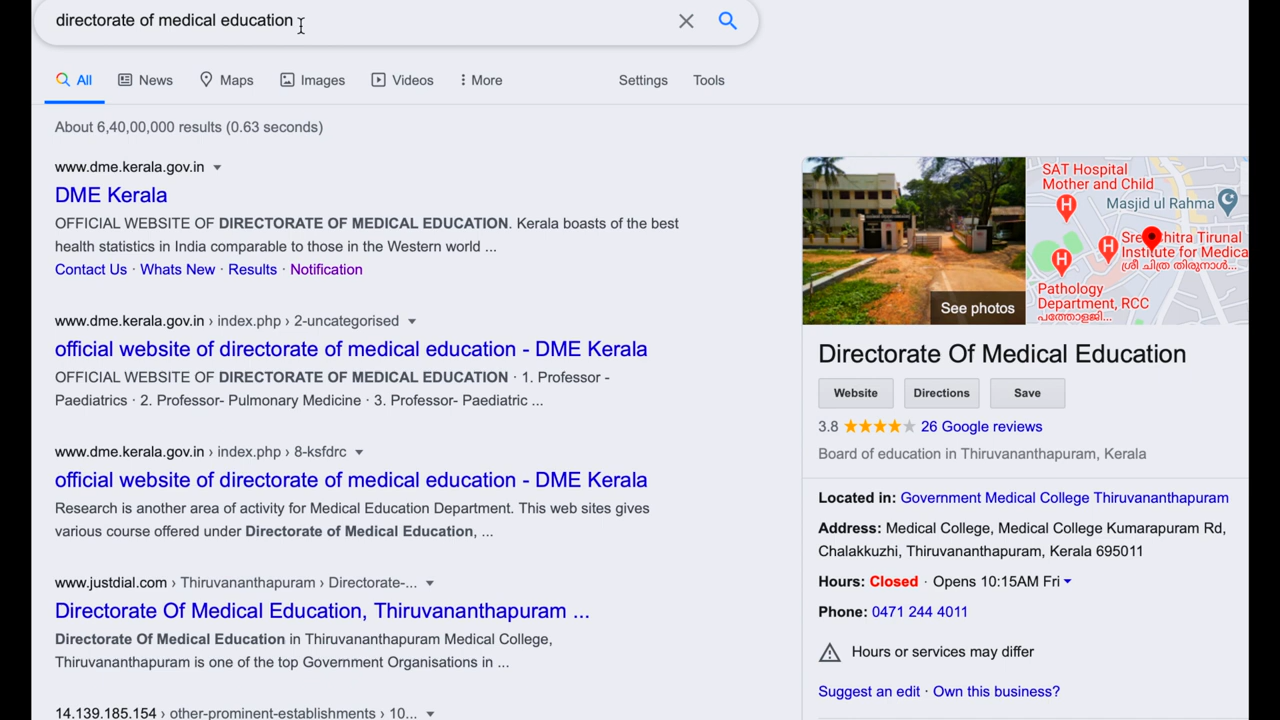 directorate of medical education
All
News
Maps
Images
Videos
More
Settings
Tools
About 6,40,00,000 results (0.63 seconds)
www.dme.kerala.gov.in
DME Kerala
OFFICIAL WEBSITE OF DIRECTORATE OF MEDICAL EDUCATION. Kerala boasts of the best
health statistics in India comparable to those in the Western world ...
Contact Us · Whats New · Results · Notification
www.dme.kerala.gov.in › index.php › 2-uncategorised
official website of directorate of medical education - DME Kerala
OFFICIAL WEBSITE OF DIRECTORATE OF MEDICAL EDUCATION · 1. Professor -
Paediatrics · 2. Professor- Pulmonary Medicine · 3. Professor- Paediatric ...
www.dme.kerala.gov.in › index.php › 8-ksfdrc
official website of directorate of medical education - DME Kerala
Research is another area of activity for Medical Education Department. This web sites gives
various course offered under Directorate of Medical Education, ...
www.justdial.com › Thiruvananthapuram › Directorate-...
Directorate Of Medical Education, Thiruvananthapuram ...
Directorate Of Medical Education in Thiruvananthapuram Medical College,
Thiruvananthapuram is one of the top Government Organisations in ...
14.139.185.154 › other-prominent-establishments › 10...
See photos
SAT Hospital
Mother and Child
Masjid ul Rahma
Sree Chitra Tirunal
Institute for Medica
ശ്രീ ചിത്ര തിരുനാൾ...
Pathology
Department, RCC
പത്തോളജി...
Directorate Of Medical Education
Website
Directions
Save
3.8 26 Google reviews
Board of education in Thiruvananthapuram, Kerala
Located in: Government Medical College Thiruvananthapuram
Address: Medical College, Medical College Kumarapuram Rd,
Chalakkuzhi, Thiruvananthapuram, Kerala 695011
Hours: Closed · Opens 10:15AM Fri
Phone: 0471 244 4011
Hours or services may differ
Suggest an edit · Own this business?